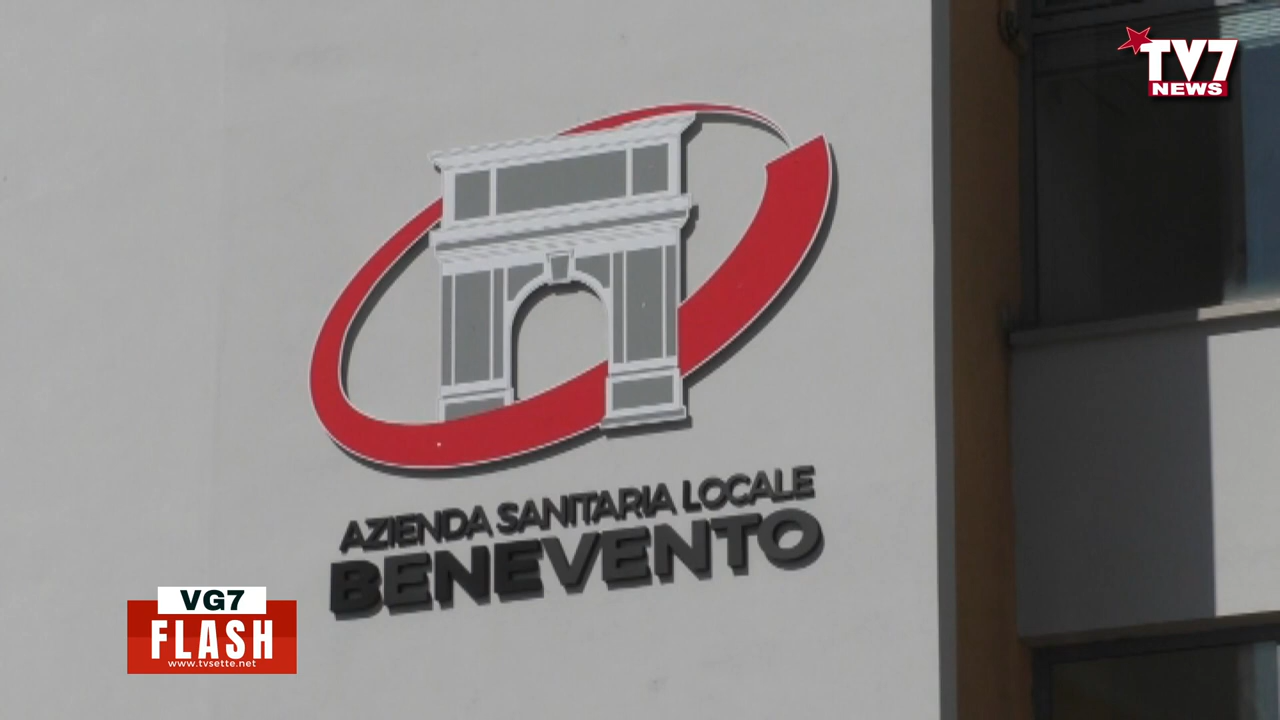 TV7
NEWS
AZIENDA SANITARIA LOCALE
BENEVENTO
VG7
FLASH
www.tvsette.net